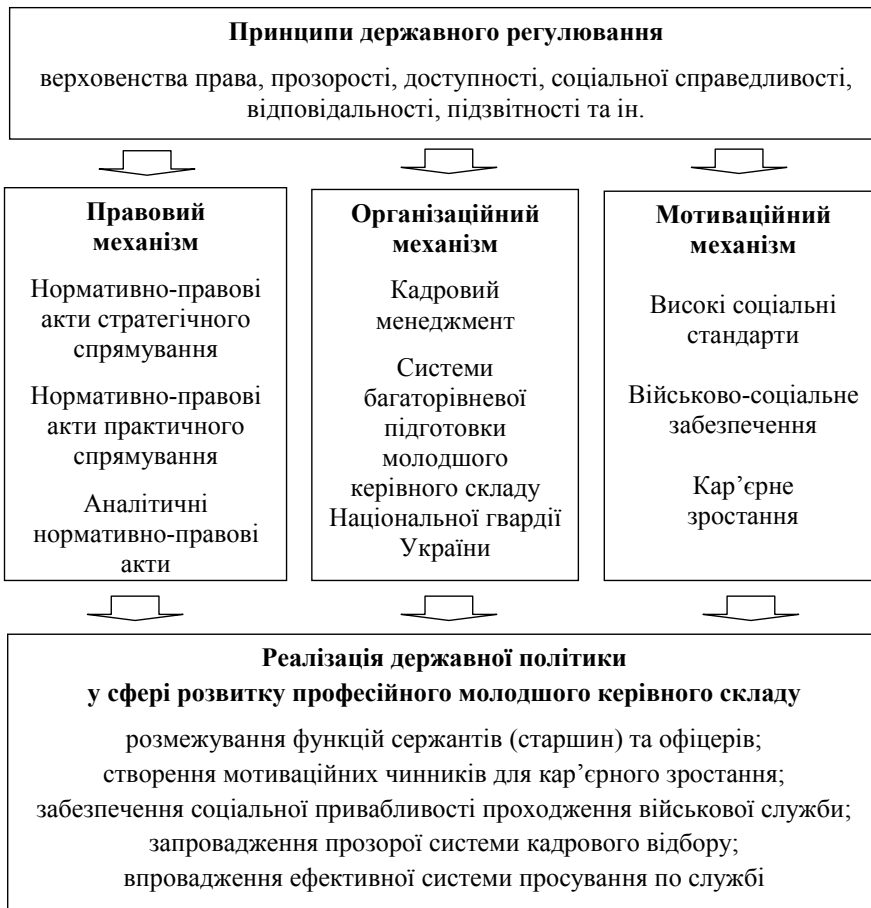 Принципи державного регулювання
верховенства права, прозорості, доступності, соціальної справедливості,
відповідальності, підзвітності та ін.
Правовий
механізм
Нормативно-правові
акти стратегічного
спрямування
Нормативно-правові
акти практичного
спрямування
Аналітичні
нормативно-правові
акти
Організаційний
механізм
Кадровий
менеджмент
Системи
багаторівневої
підготовки
молодшого
керівного складу
Національної гвардії
України
Мотиваційний
механізм
Високі соціальні
стандарти
Військово-соціальне
забезпечення
Кар’єрне
зростання
Реалізація державної політики
у сфері розвитку професійного молодшого керівного складу
розмежування функцій сержантів (старшин) та офіцерів;
створення мотиваційних чинників для кар’єрного зростання;
забезпечення соціальної привабливості проходження військової служби;
запровадження прозорої системи кадрового відбору;
впровадження ефективної системи просування по службі